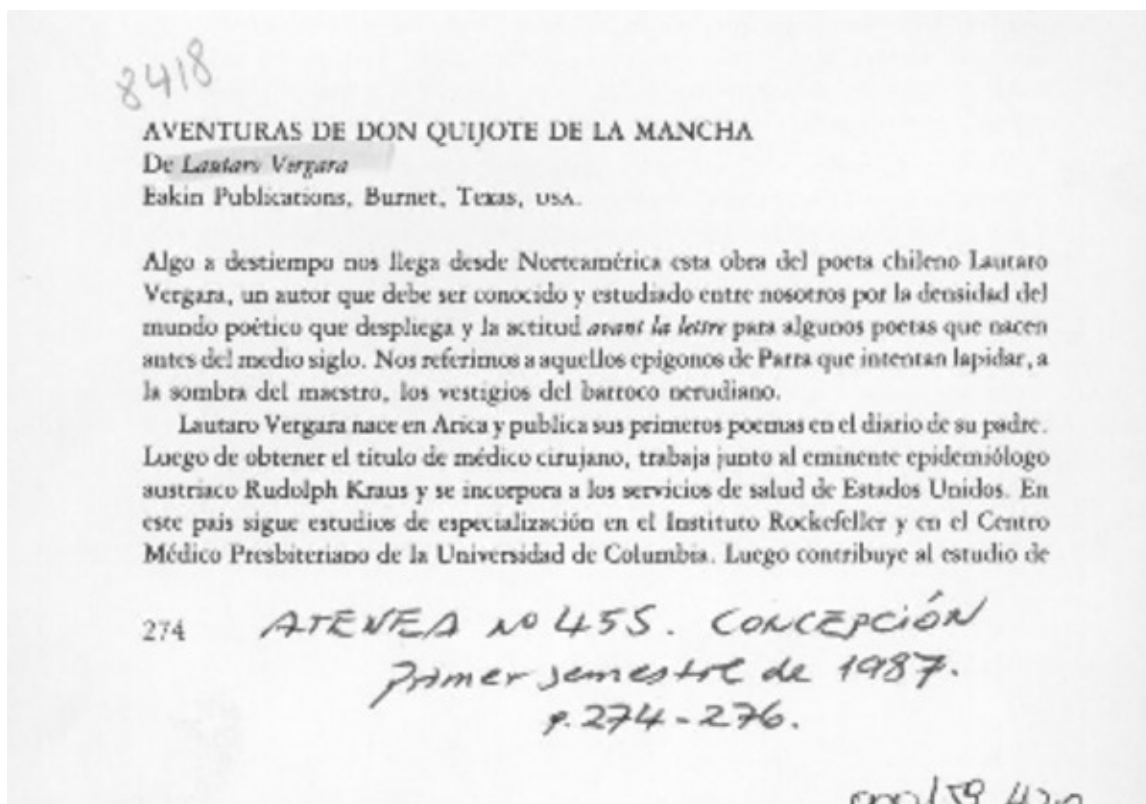 8418
AVENTURAS DE DON QUIJOTE DE LA MANCHA
De Lautaro Vergara
Eakin Publications, Burnet, Texas, USA.
Algo a destiempo nos llega desde Norteamérica esta obra del poeta chileno Lautaro
Vergara, un autor que debe ser conocido y estudiado entre nosotros por la densidad del
mundo poético que despliega y la actitud avant la lettre para algunos poetas que nacen
antes del medio siglo. Nos referimos a aquellos epígonos de Parra que intentan lapidar, a
la sombra del maestro, los vestigios del barroco nerudiano.
Lautaro Vergara nace en Arica y publica sus primeros poemas en el diario de su padre.
Luego de obtener el título de médico cirujano, trabaja junto al eminente epidemiólogo
austriaco Rudolph Kraus y se incorpora a los servicios de salud de Estados Unidos. En
este país sigue estudios de especialización en el Instituto Rockefeller y en el Centro
Médico Presbiteriano de la Universidad de Columbia. Luego contribuye al estudio de
274 ATENEA Nº 455. CONCEPCIÓN
Primer semestre de 1987.
p. 274-276.